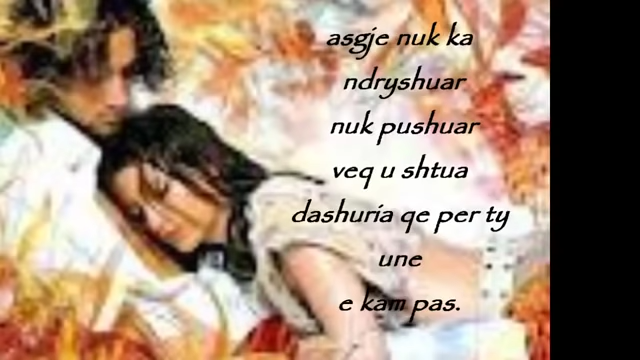 asgje nuk ka
ndryshuar
nuk pushuar
veq u shtua
dashuria qe per ty
une
e kam pas.